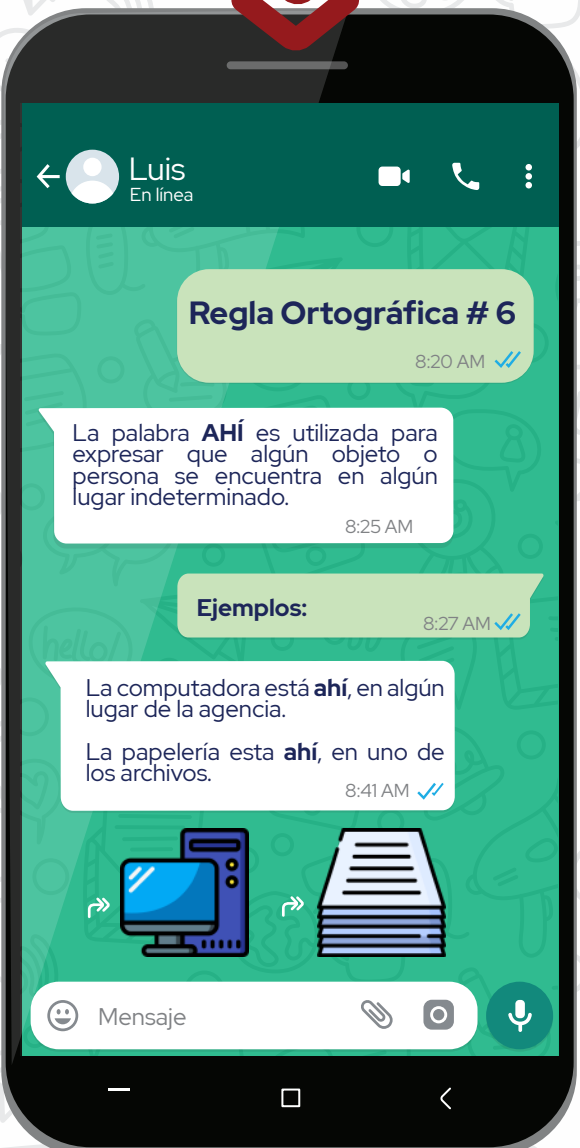 Luis
En línea
Regla Ortográfica # 6
8:20 AM
La palabra AHÍ es utilizada para
expresar que algún objeto o
persona se encuentra en algún
lugar indeterminado.
8:25 AM
Ejemplos:
8:27 AM
hello!
La computadora está ahí, en algún
lugar de la agencia.
La papelería esta ahí, en uno de
los archivos.
8:41 AM
Mensaje